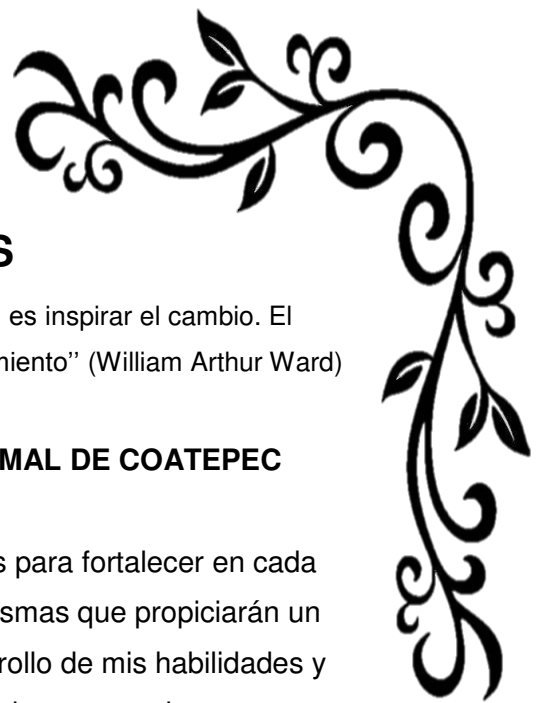 S
es inspirar el cambio. El
miento’’ (William Arthur Ward)
MAL DE COATEPEC
s para fortalecer en cada
ismas que propiciarán un
rollo de mis habilidades y